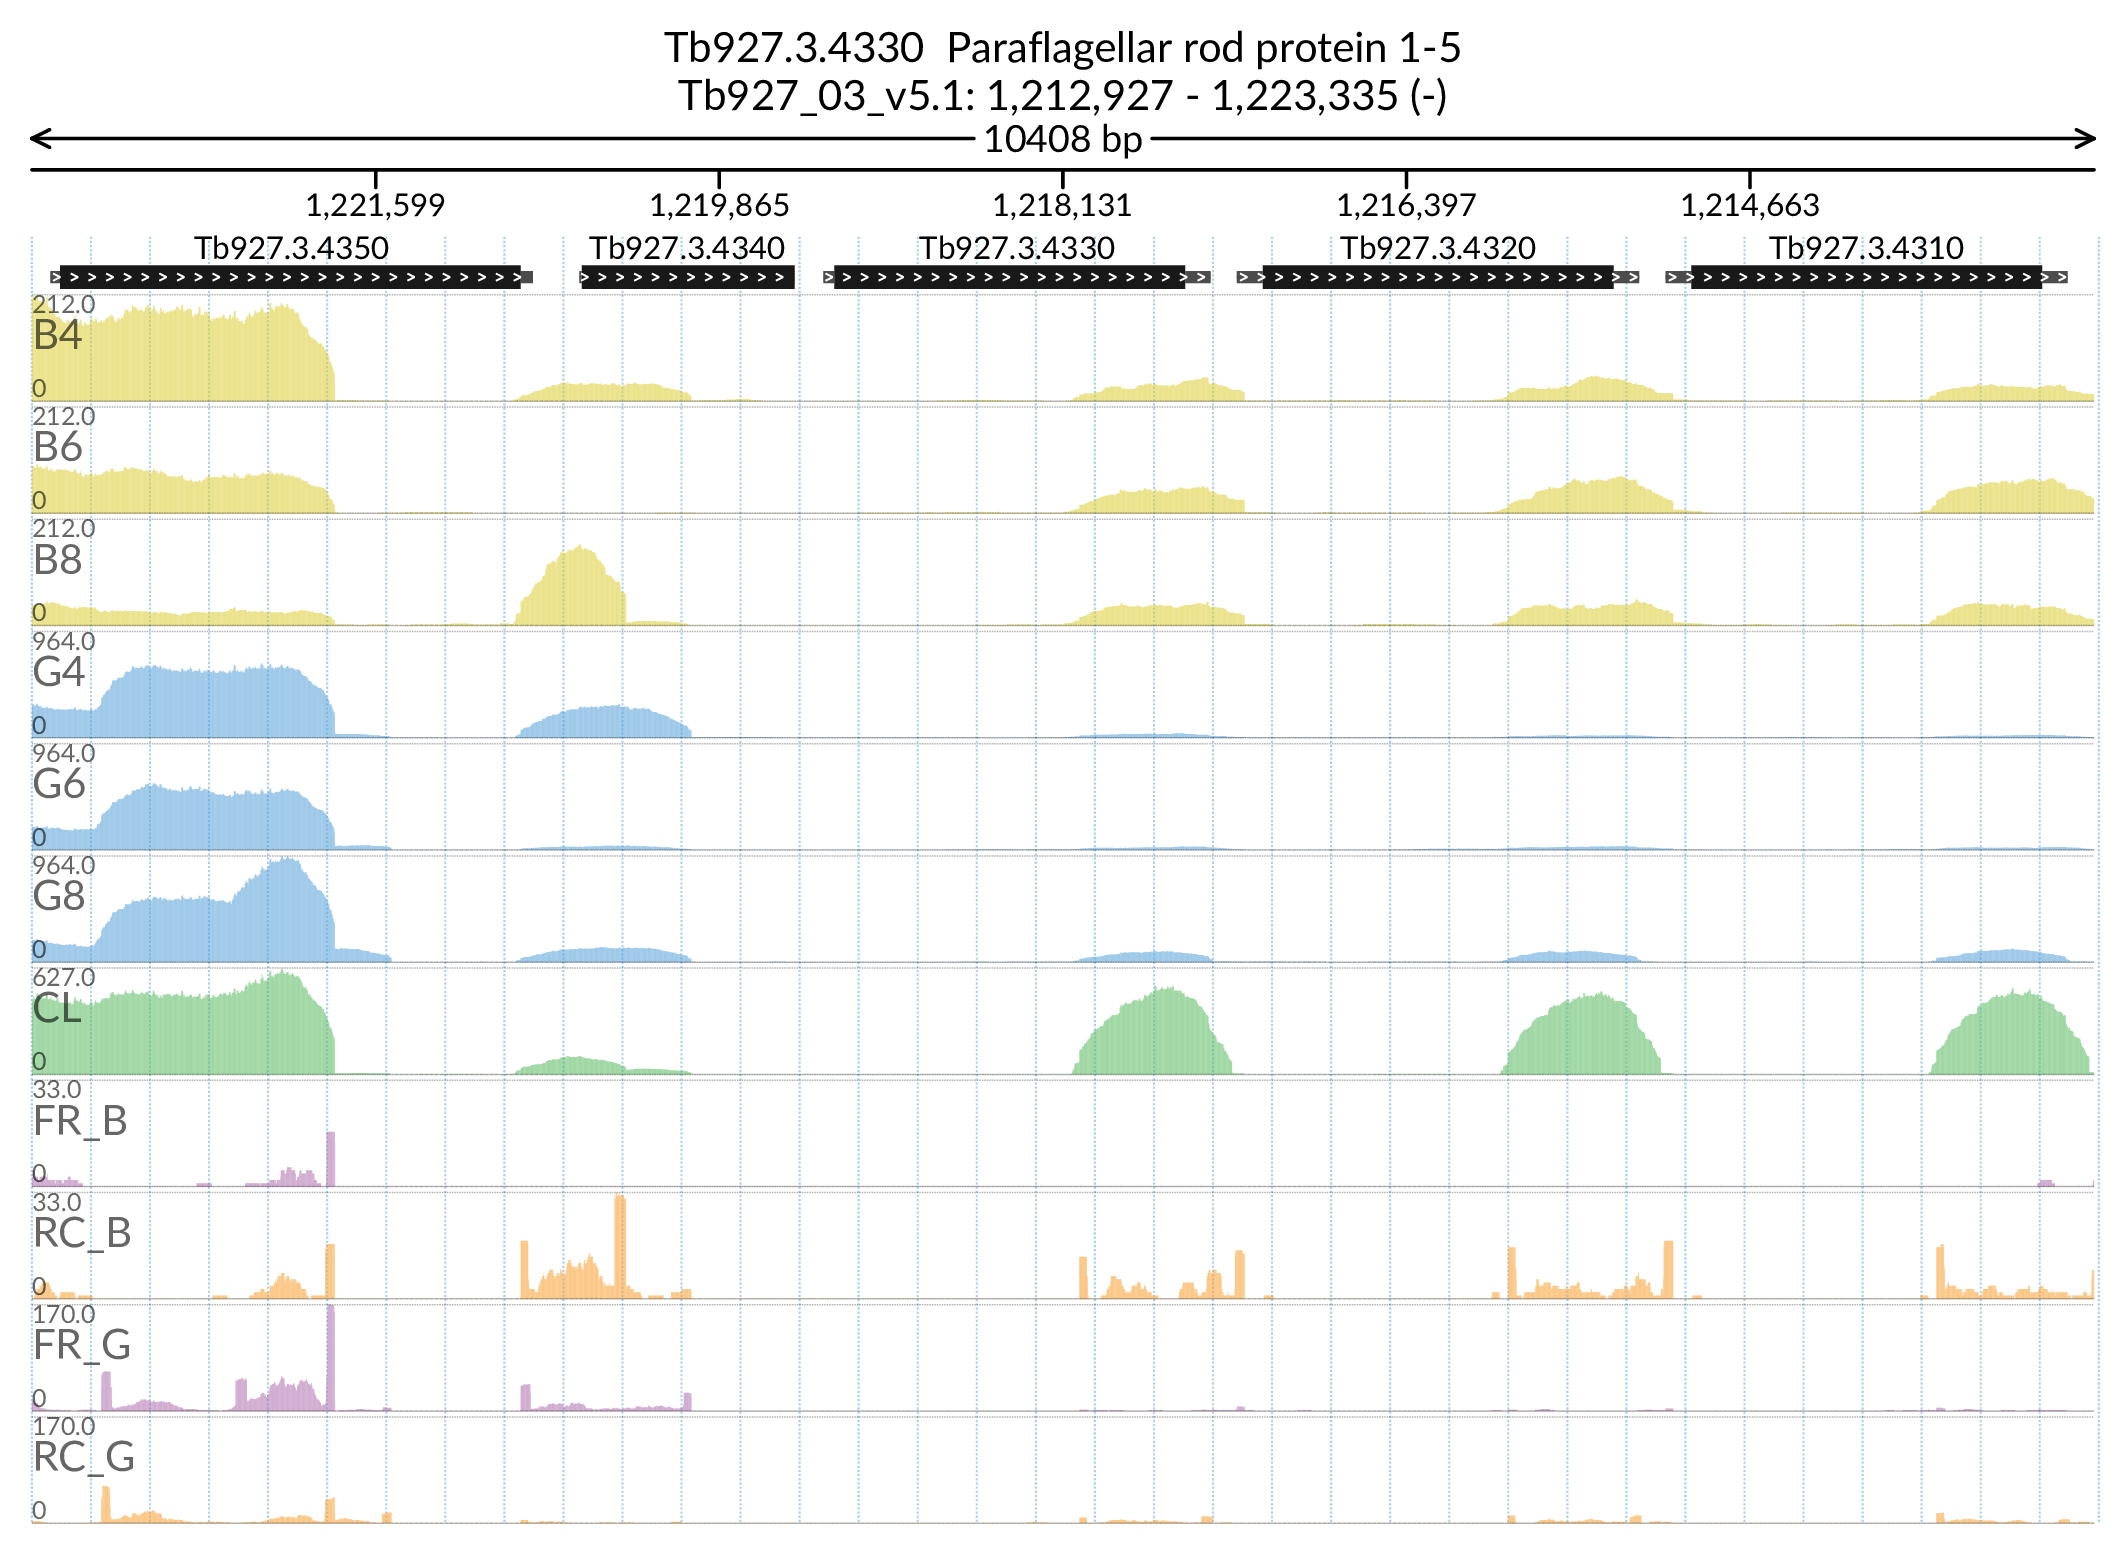 Tb927.3.4330 Paraflagellar rod protein 1-5
Tb927_03_v5.1: 1,212,927 - 1,223,335 (-)
10408 bp
1,221,599 1,219,865 1,218,131 1,216,397 1,214,663
Tb927.3.4350 Tb927.3.4340 Tb927.3.4330 Tb927.3.4320 Tb927.3.4310
212.0
B4
0
212.0
B6
0
212.0
B8
0
964.0
G4
0
964.0
G6
0
964.0
G8
0
627.0
CL
0
33.0
FR_B
0
33.0
RC_B
0
170.0
FR_G
0
170.0
RC_G
0